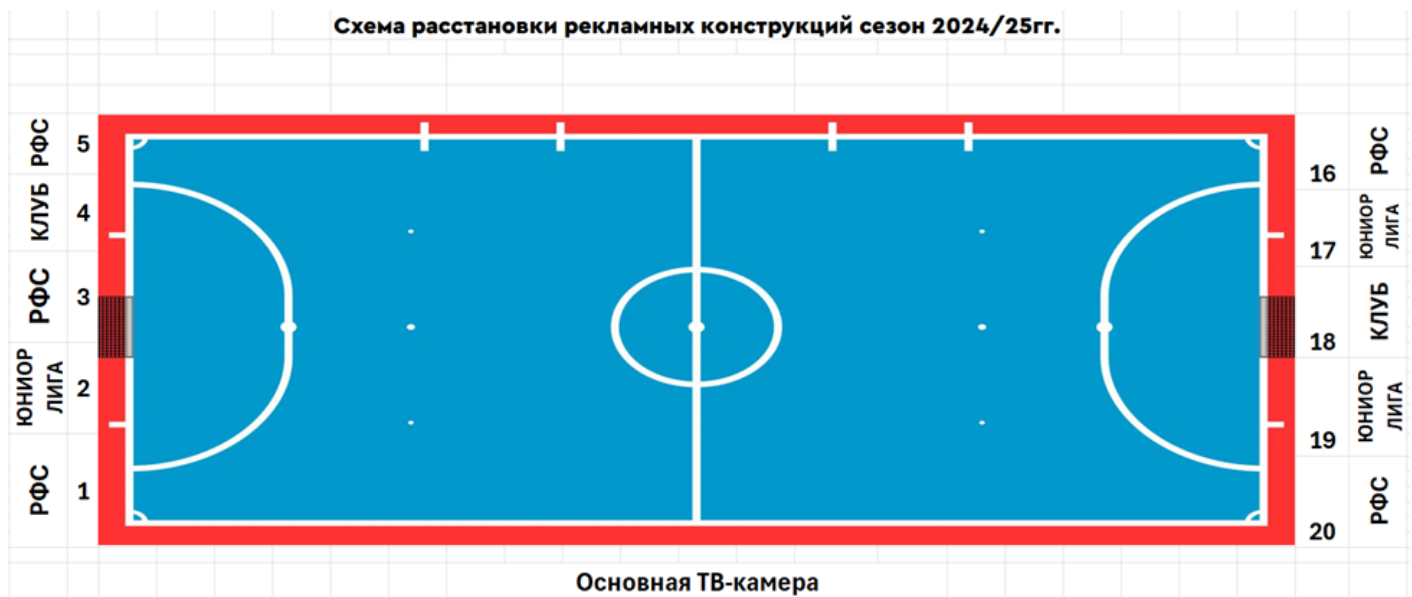 Схема расстановки рекламных конструкций сезон 2024/25гг.
РФС 5
КЛУБ 4
РФС 3
ЮНИОР
ЛИГА
2
РФС 1
16 РФС
17
ЮНИОР
ЛИГА
18 КЛУБ
19
ЮНИОР
ЛИГА
20 РФС
Основная ТВ-камера